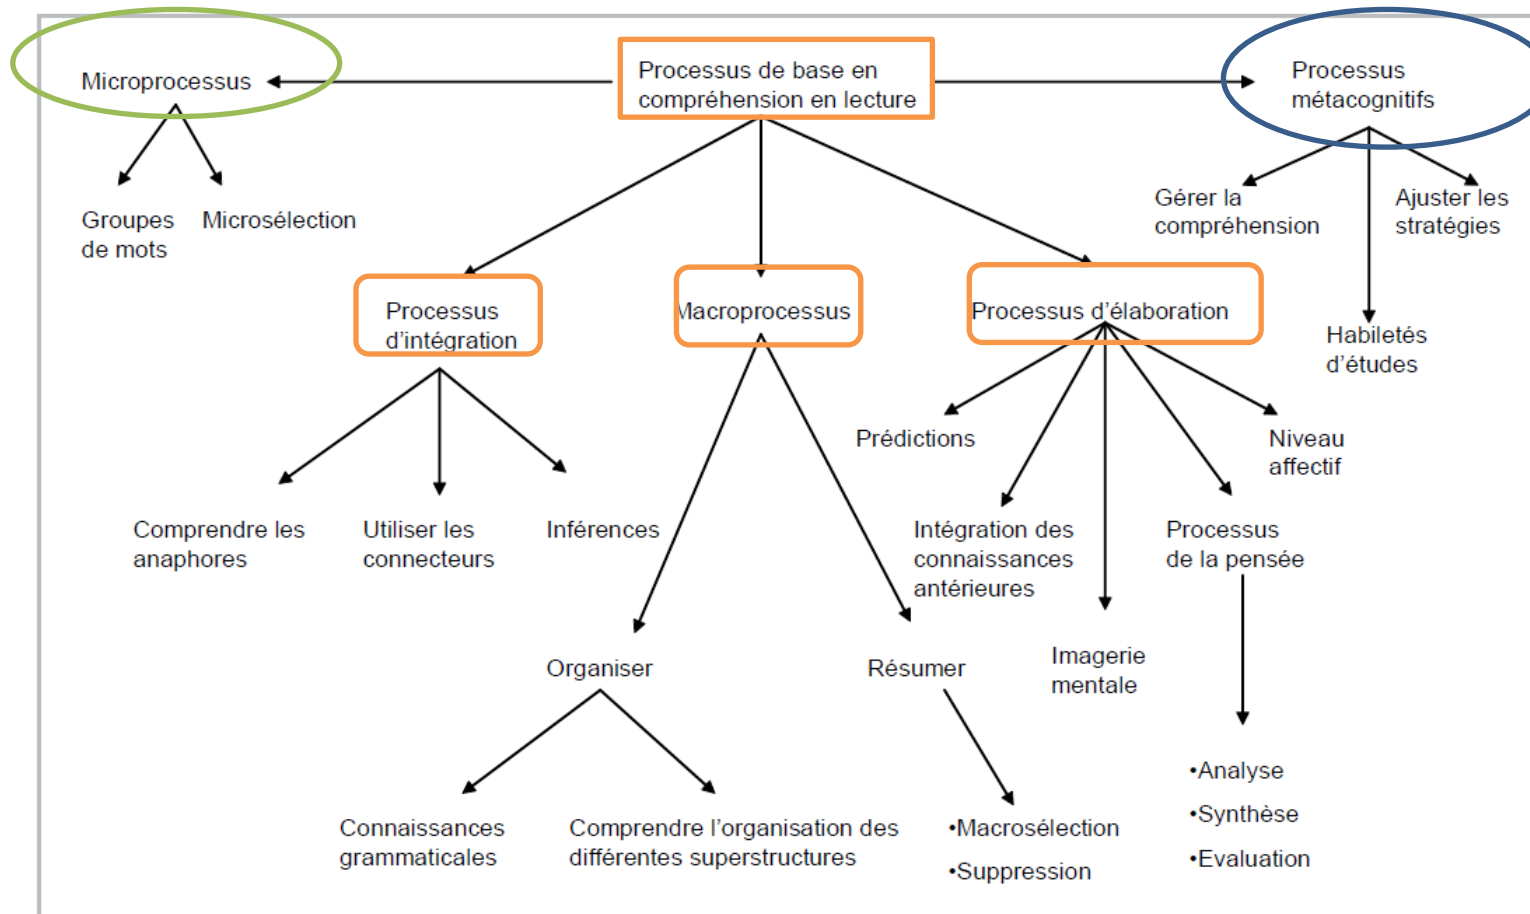 Microprocessus
Processus de base en
compréhension en lecture
Processus
métacognitifs
Groupes
de mots
Microsélection
Gérer la
compréhension
Ajuster les
stratégies
Habiletés
d'études
Processus
d'intégration
Macroprocessus
Processus d'élaboration
Prédictions
Niveau
affectif
Comprendre les
anaphores
Utiliser les
connecteurs
Inférences
Intégration des
connaissances
antérieures
Processus
de la pensée
Imagerie
mentale
Organiser
Résumer
Connaissances
grammaticales
Comprendre l'organisation des
différentes superstructures
•Macrosélection
•Suppression
•Analyse
•Synthèse
•Evaluation